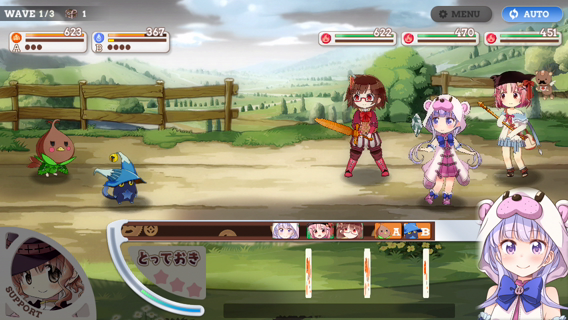 WAVE 1/3 1
MENU
AUTO
623
A
367
B
622
470
451
A B
とっておき
SUPPORT